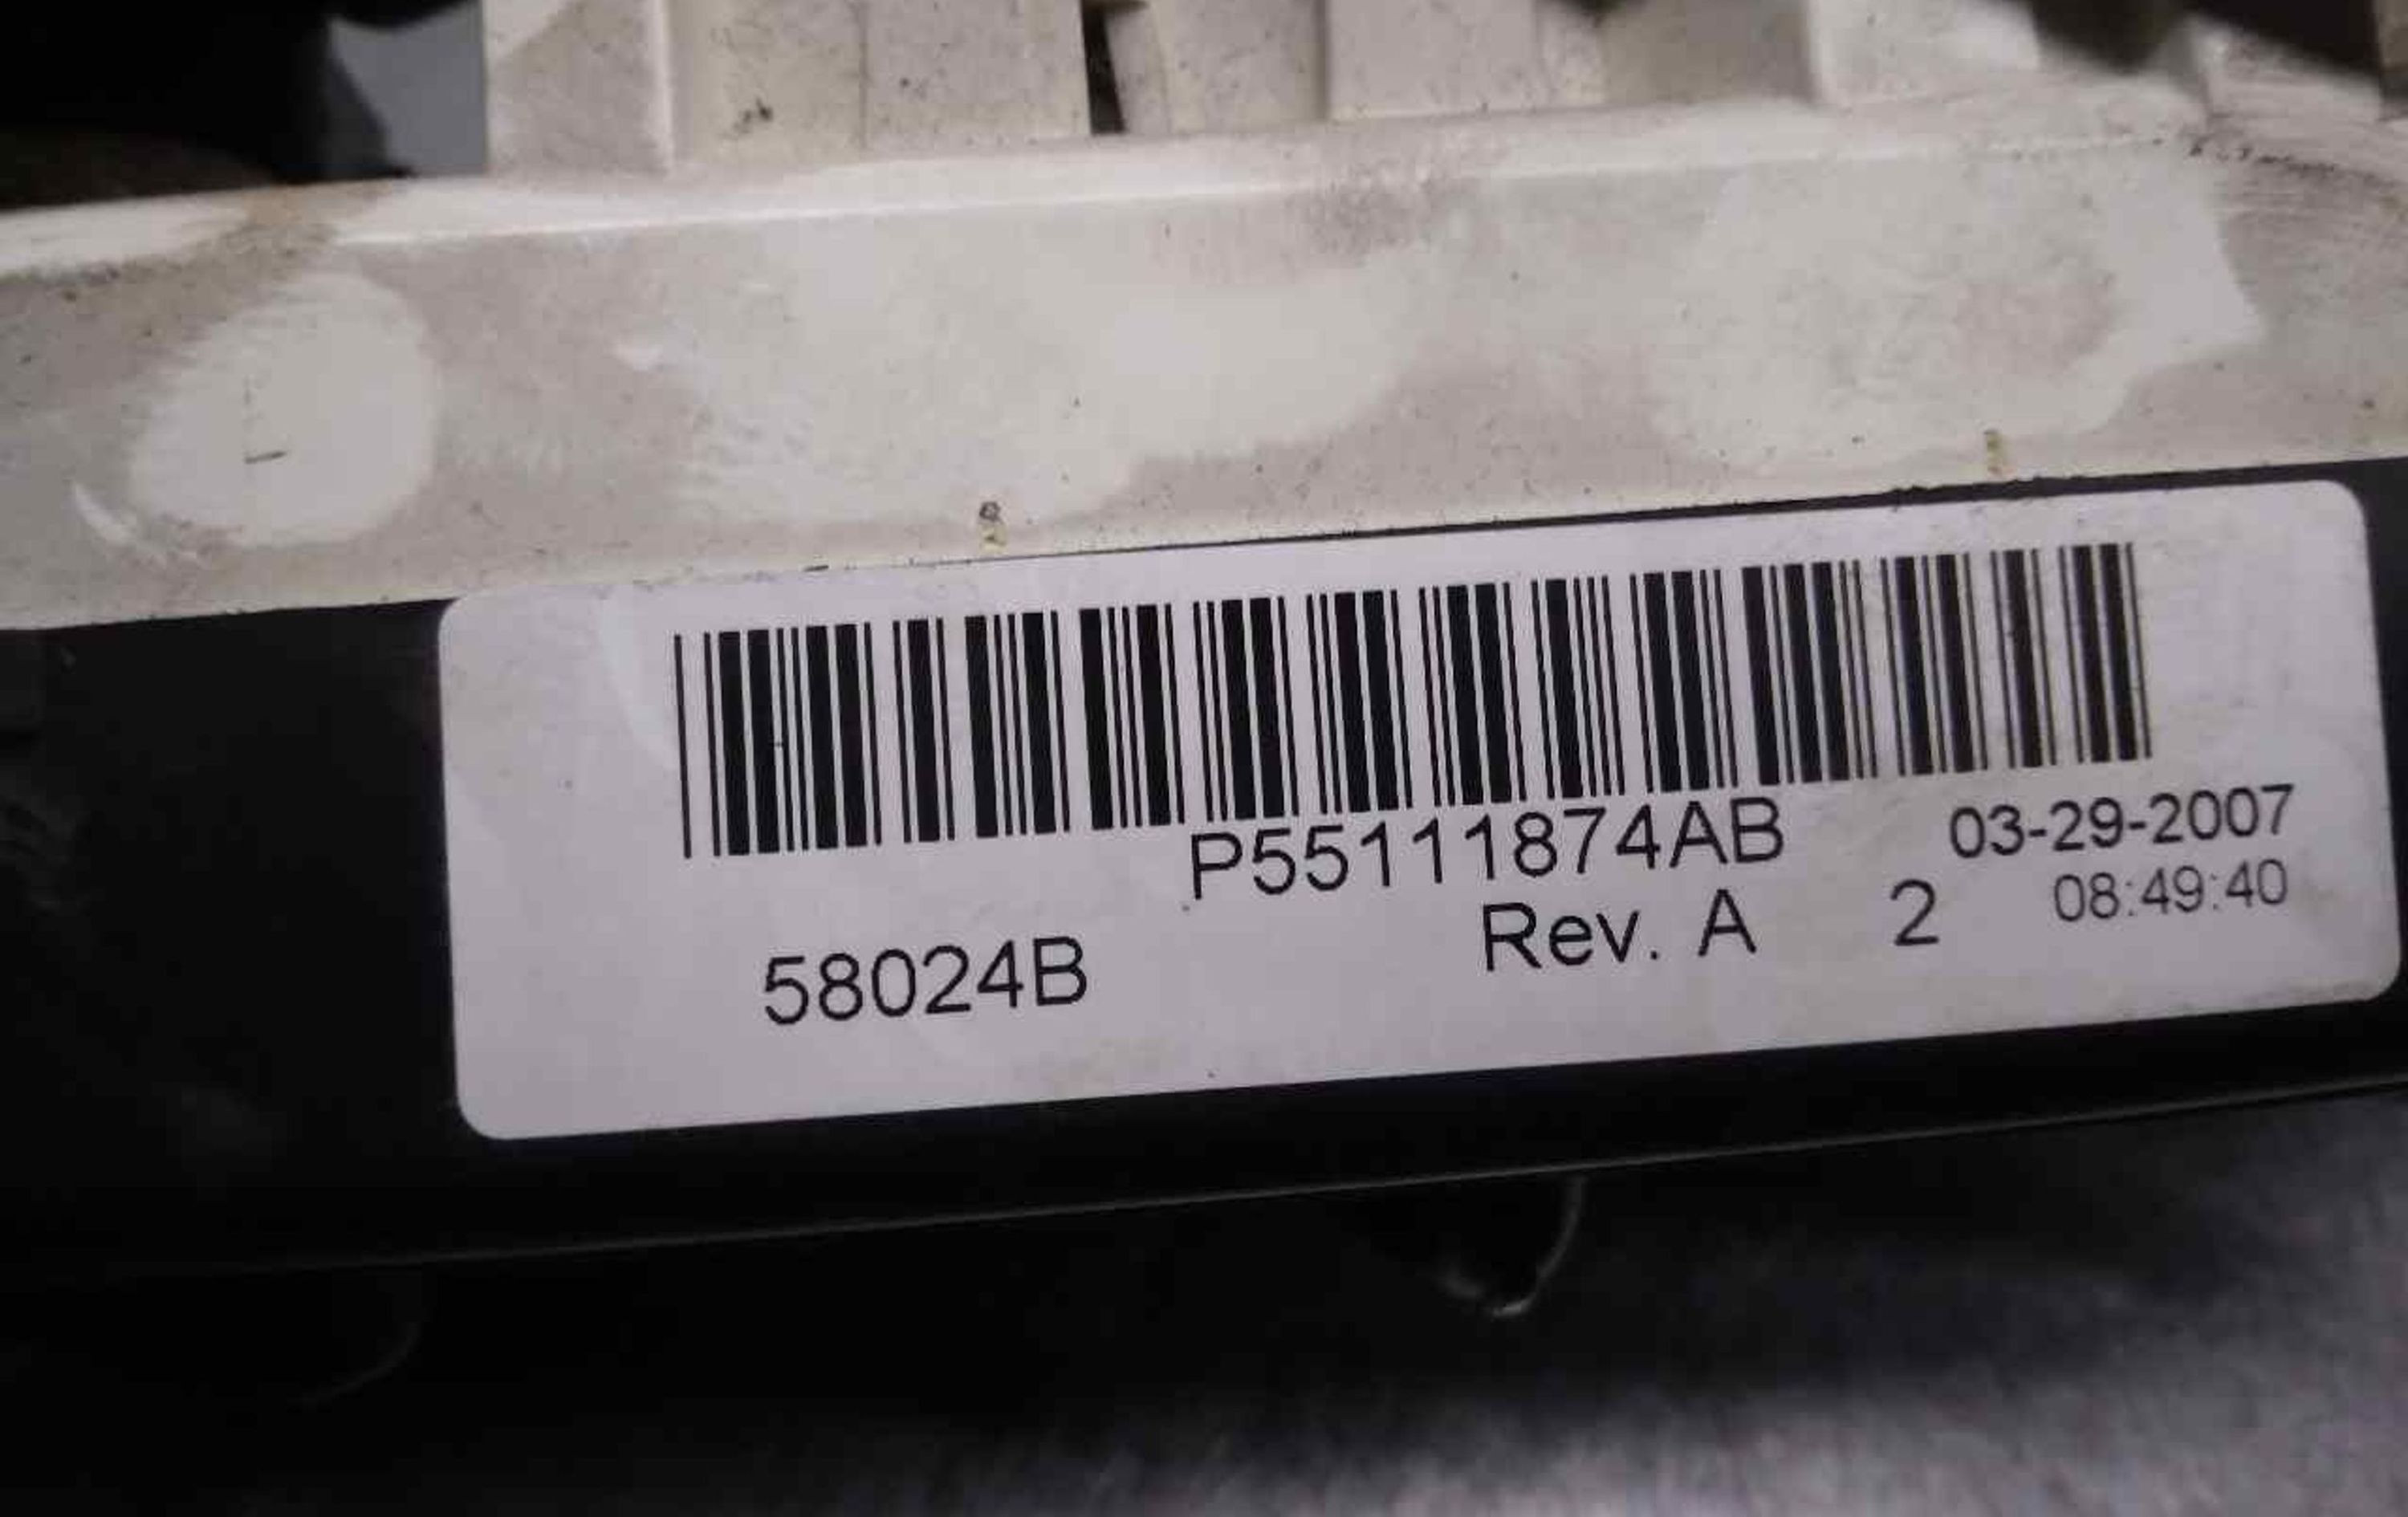 P55111874AB 03-29-2007
58024B Rev. A 2 08:49:40